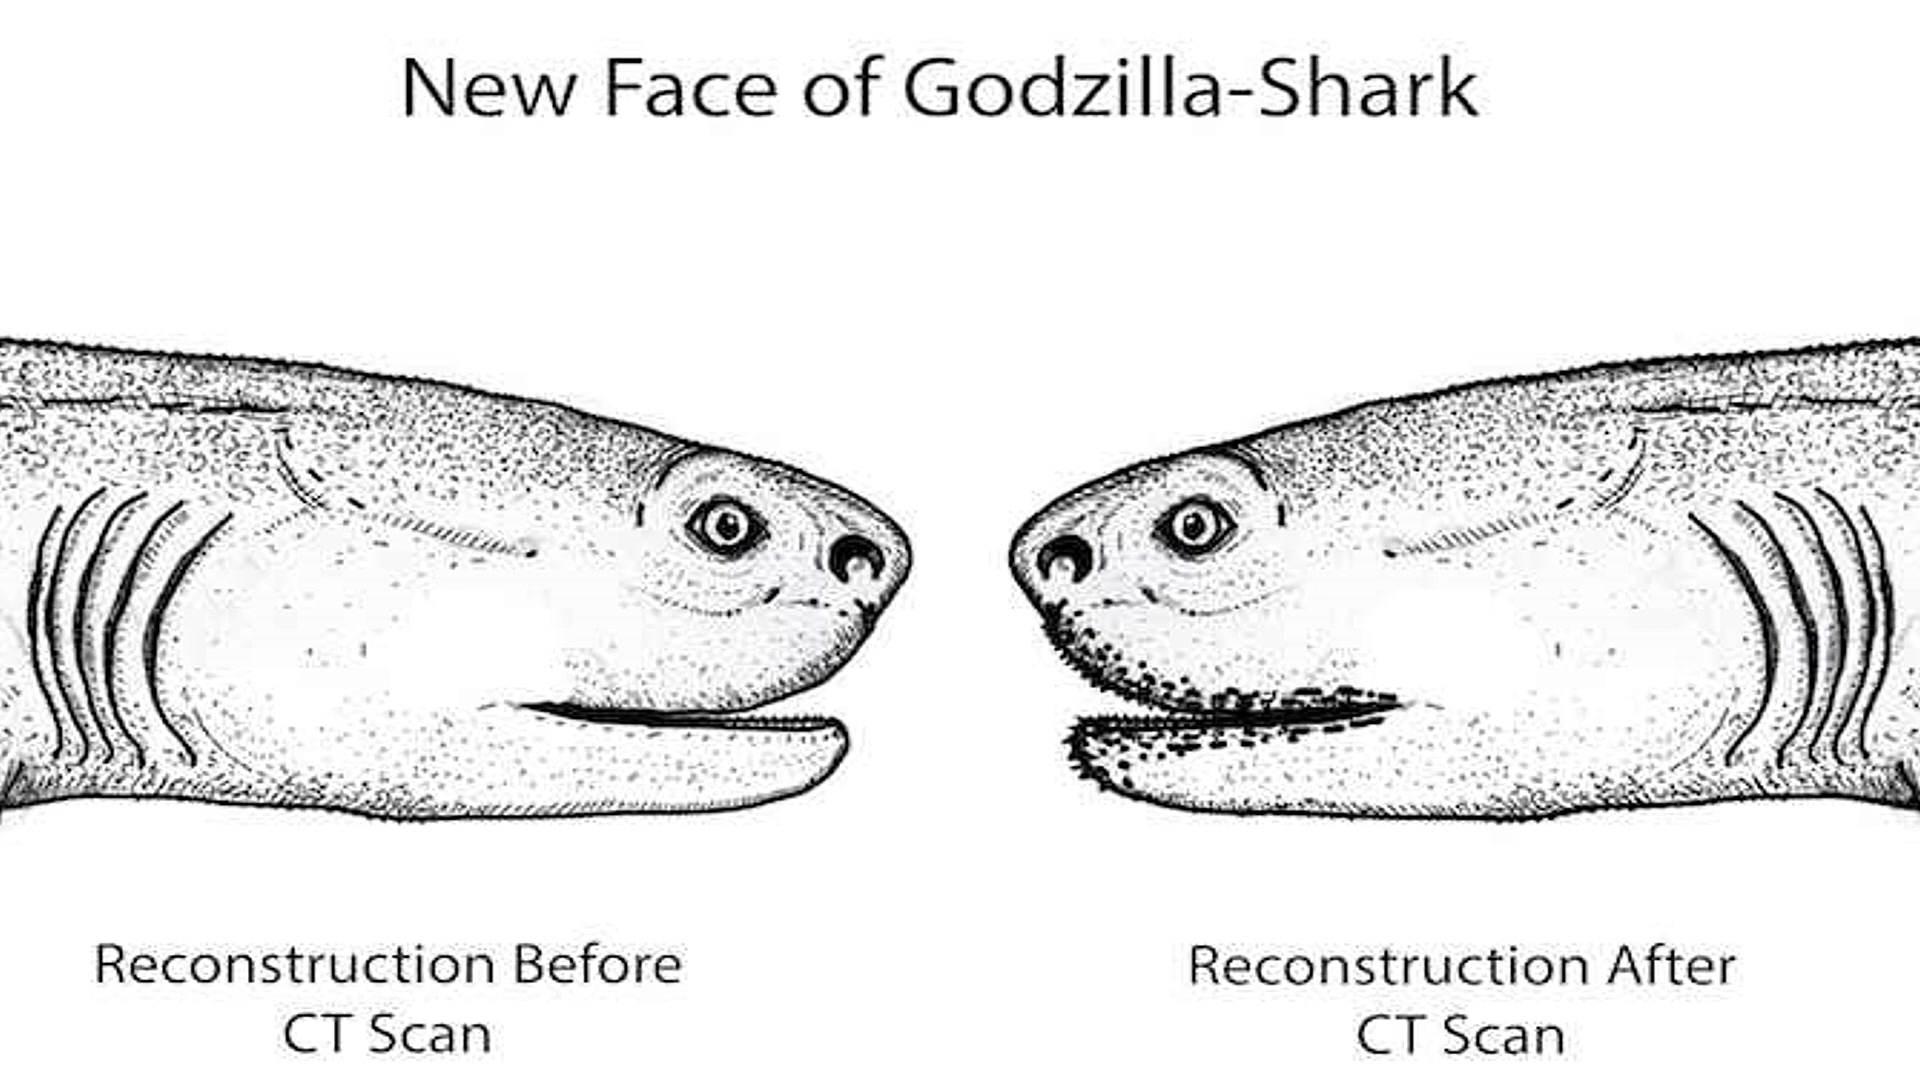 New Face of Godzilla-Shark
Reconstruction Before
CT Scan
Reconstruction After
CT Scan